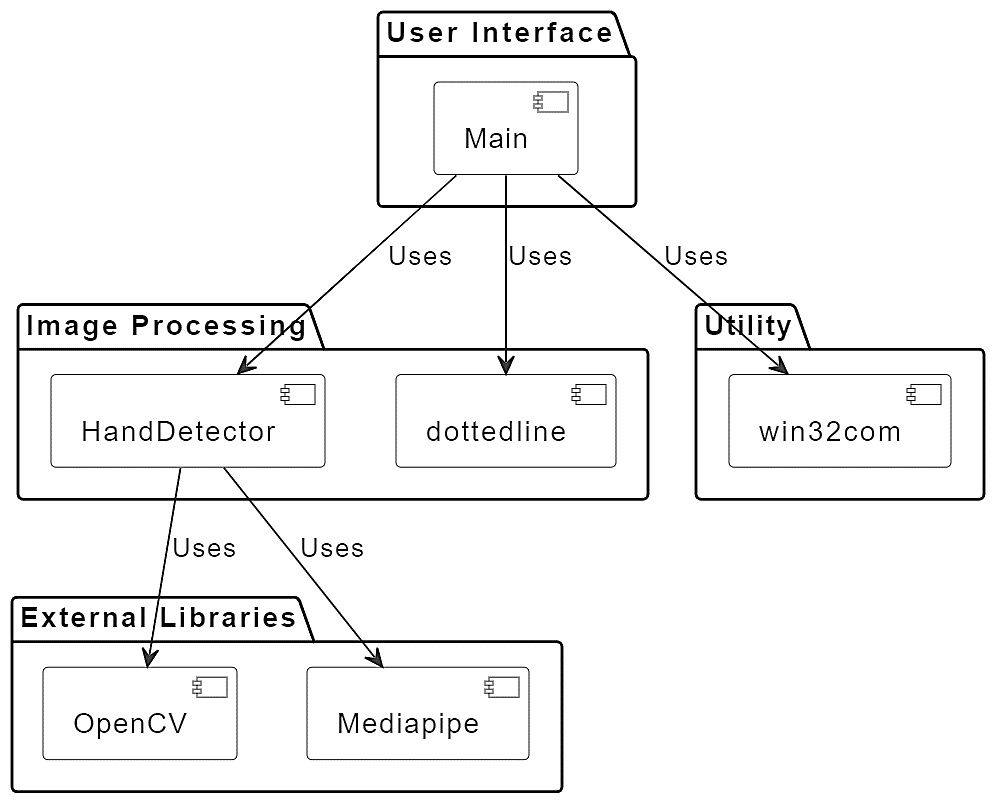 User Interface
Main
Uses
Uses
Uses
Image Processing
Utility
HandDetector
dottedline
win32com
Uses
Uses
External Libraries
OpenCV
Mediapipe